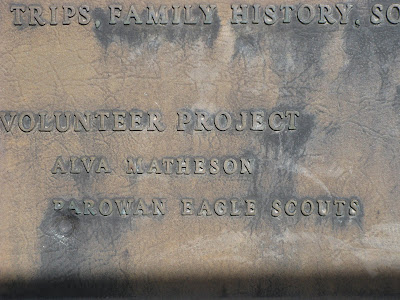 TRIPS, FAMILY HISTORY, SO
VOLUNTEER PROJECT
ALVA MATHESON
PAROWAN EAGLE SCOUTS